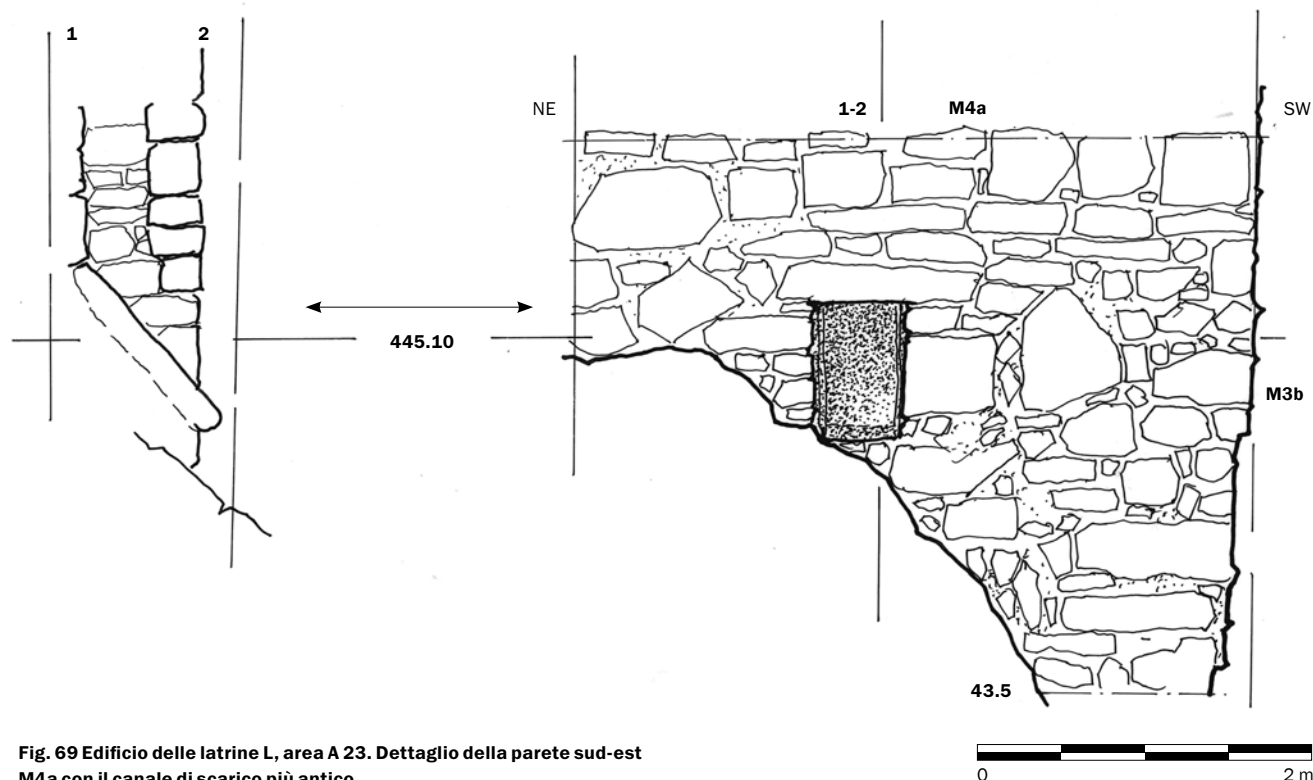 1 2
NE 1-2 M4a SW
445.10
M3b
43.5
Fig. 69 Edificio delle latrine L, area A 23. Dettaglio della parete sud-est
M4a con il canale di scarico più antico
0 2 m